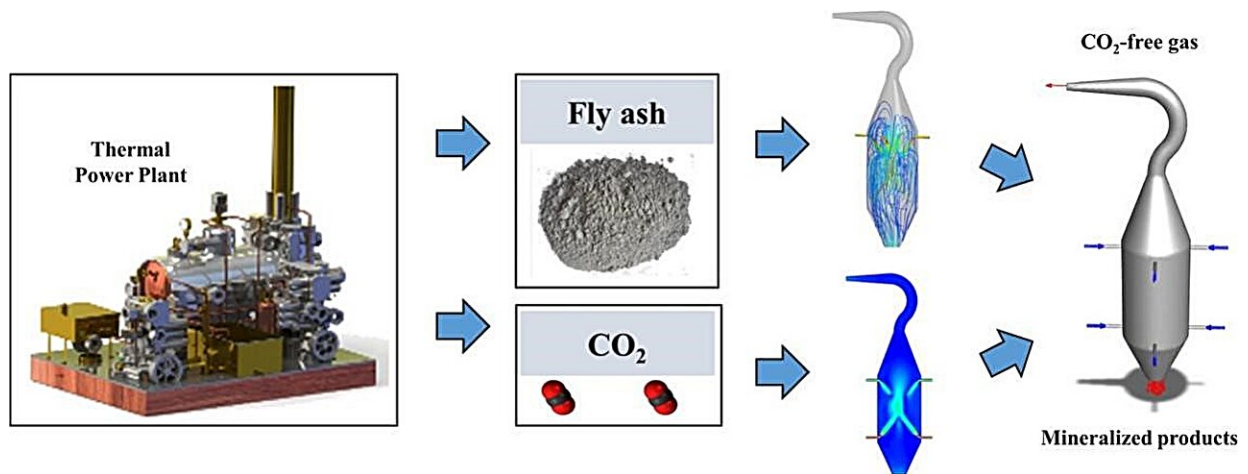 Thermal
Power Plant
Fly ash
CO₂
CO₂-free gas
Mineralized products